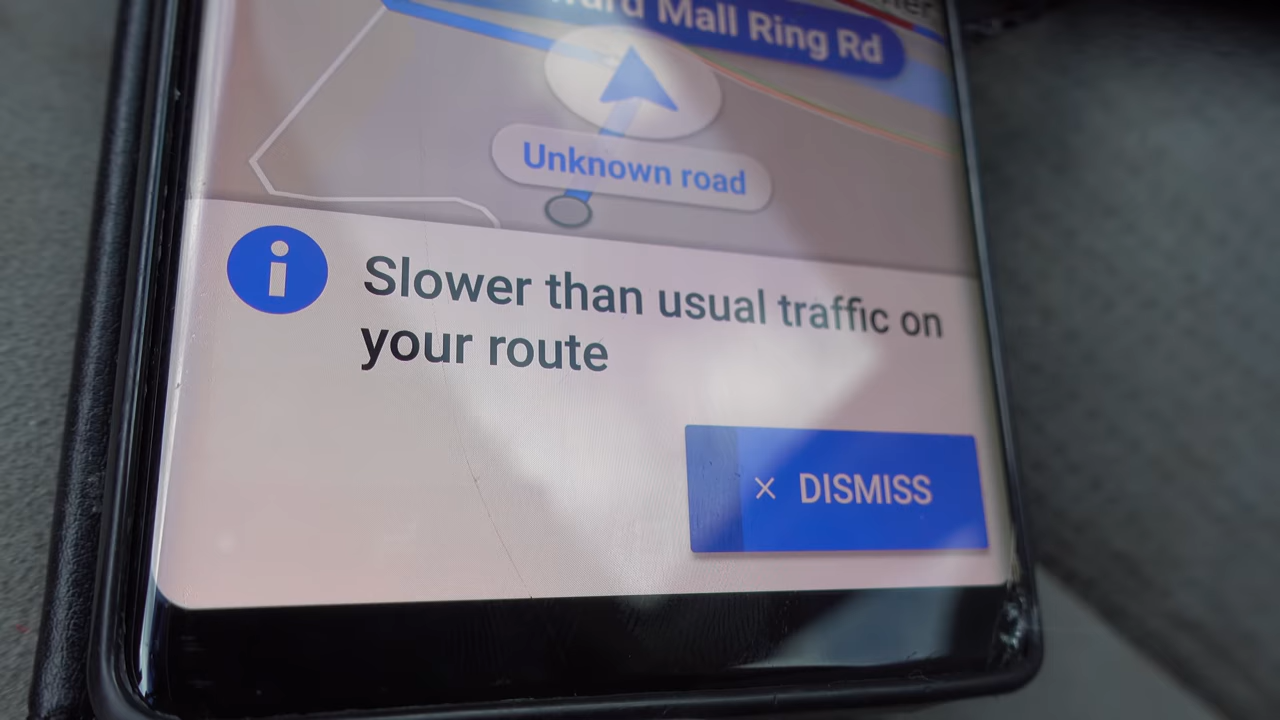 Mall Ring Rd
Unknown road
Slower than usual traffic on
your route
× DISMISS